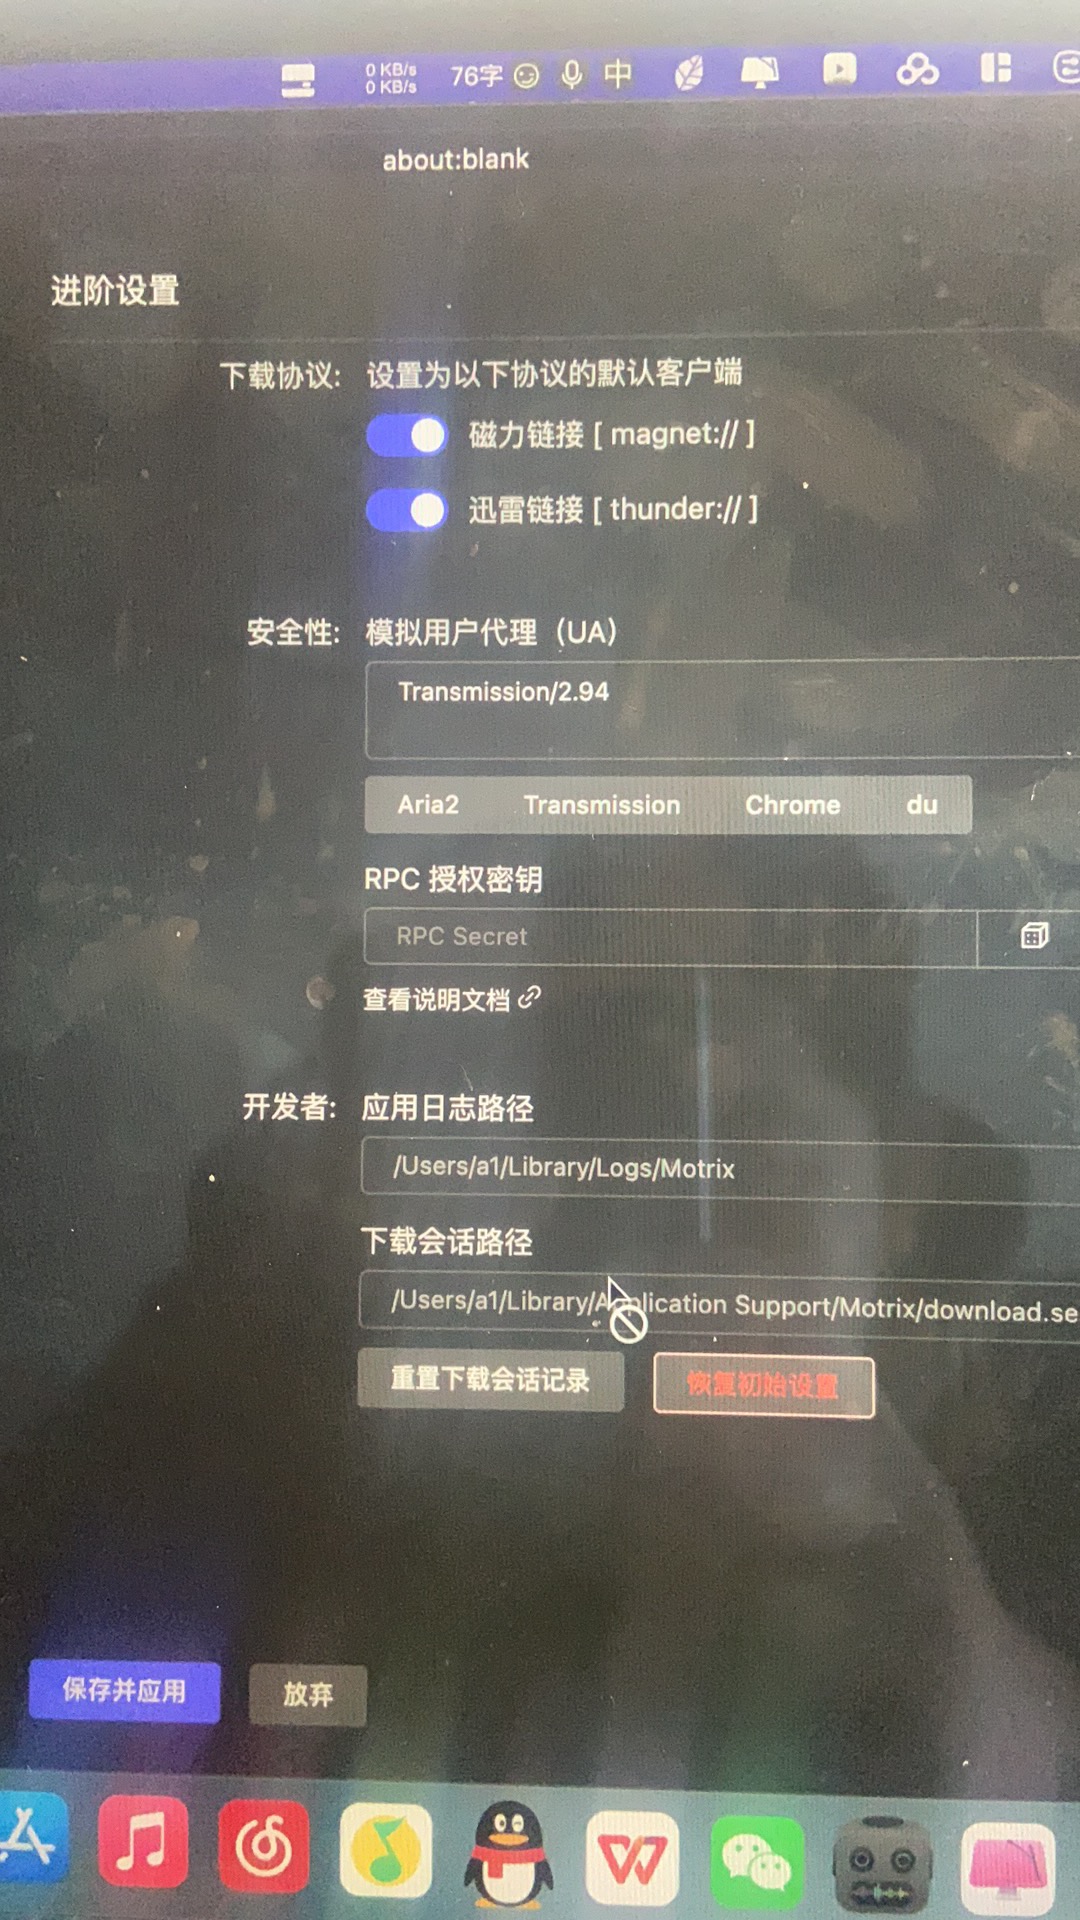 0 KB/s
0 KB/s
76字
中
about:blank
进阶设置
下载协议: 设置为以下协议的默认客户端
磁力链接 [ magnet:// ]
迅雷链接 [ thunder:// ]
安全性: 模拟用户代理（UA）
Transmission/2.94
Aria2 Transmission Chrome du
RPC 授权密钥
RPC Secret
查看说明文档
开发者: 应用日志路径
/Users/a1/Library/Logs/Motrix
下载会话路径
/Users/a1/Library/Application Support/Motrix/download.se
重置下载会话记录 恢复初始设置
保存并应用 放弃